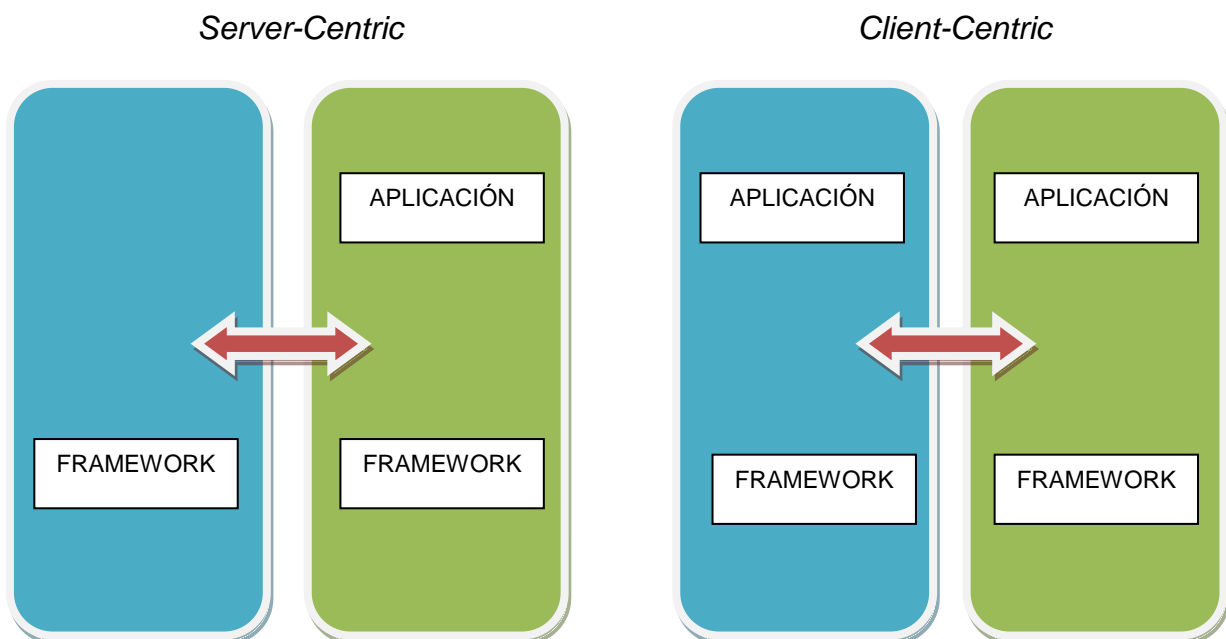 Server-Centric
Client-Centric
APLICACIÓN
APLICACIÓN
APLICACIÓN
FRAMEWORK
FRAMEWORK
FRAMEWORK
FRAMEWORK